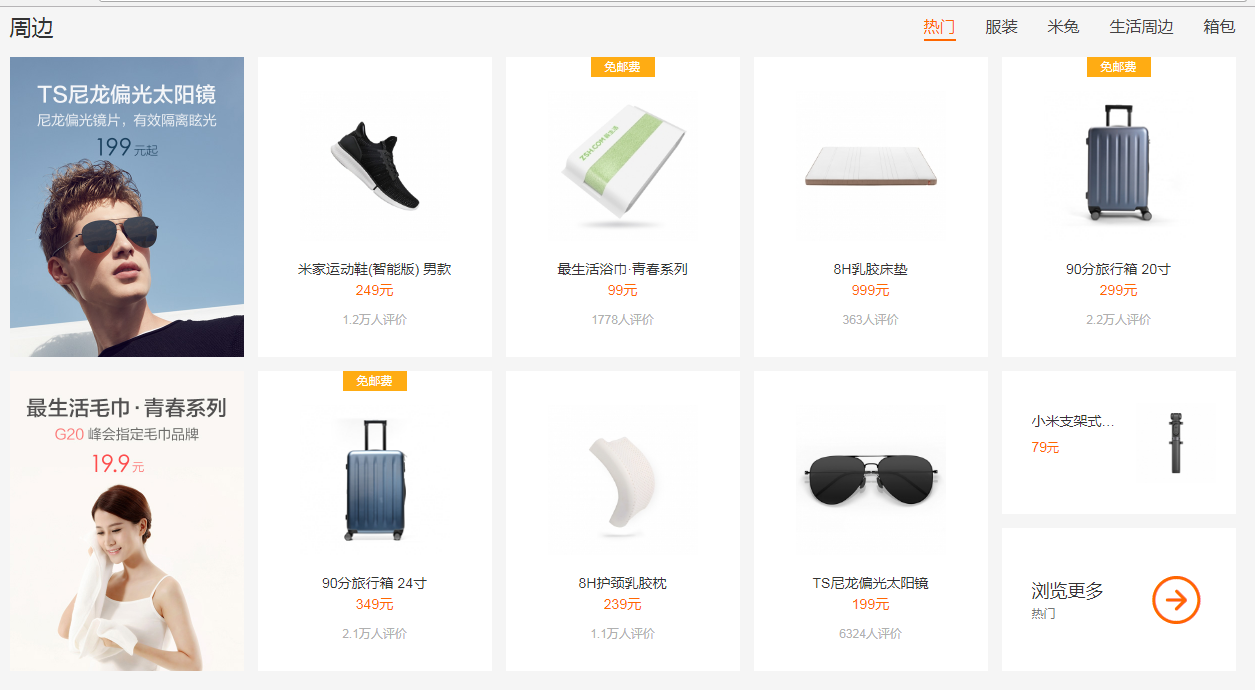 周边
热门
服装
米兔
生活周边
箱包
TS尼龙偏光太阳镜
尼龙偏光镜片，有效隔离眩光
199元起
米家运动鞋(智能版) 男款
249元
1.2万人评价
免邮费
ZSH.COM最生活
最生活浴巾·青春系列
99元
1778人评价
8H乳胶床垫
999元
363人评价
免邮费
90分旅行箱 20寸
299元
2.2万人评价
最生活毛巾·青春系列
G20 峰会指定毛巾品牌
19.9元
免邮费
90分旅行箱 24寸
349元
2.1万人评价
8H护颈乳胶枕
239元
1.1万人评价
TS尼龙偏光太阳镜
199元
6324人评价
小米支架式...
79元
浏览更多
热门